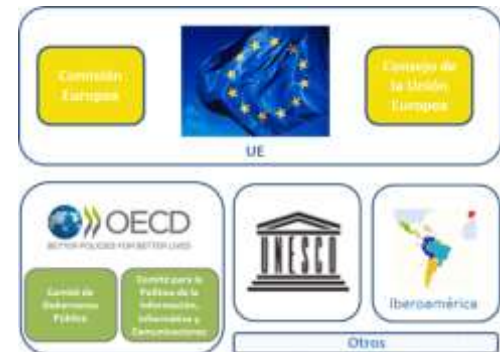 Comisión
Europea
Consejo de
la Unión
Europea
UE
OECD
BETTER POLICIES FOR BETTER LIVES
UNESCO
Comité de
Gobernanza
Pública
Comité para la
Política de la
Información,
Informática y
Comunicaciones
Iberoamérica
Otros